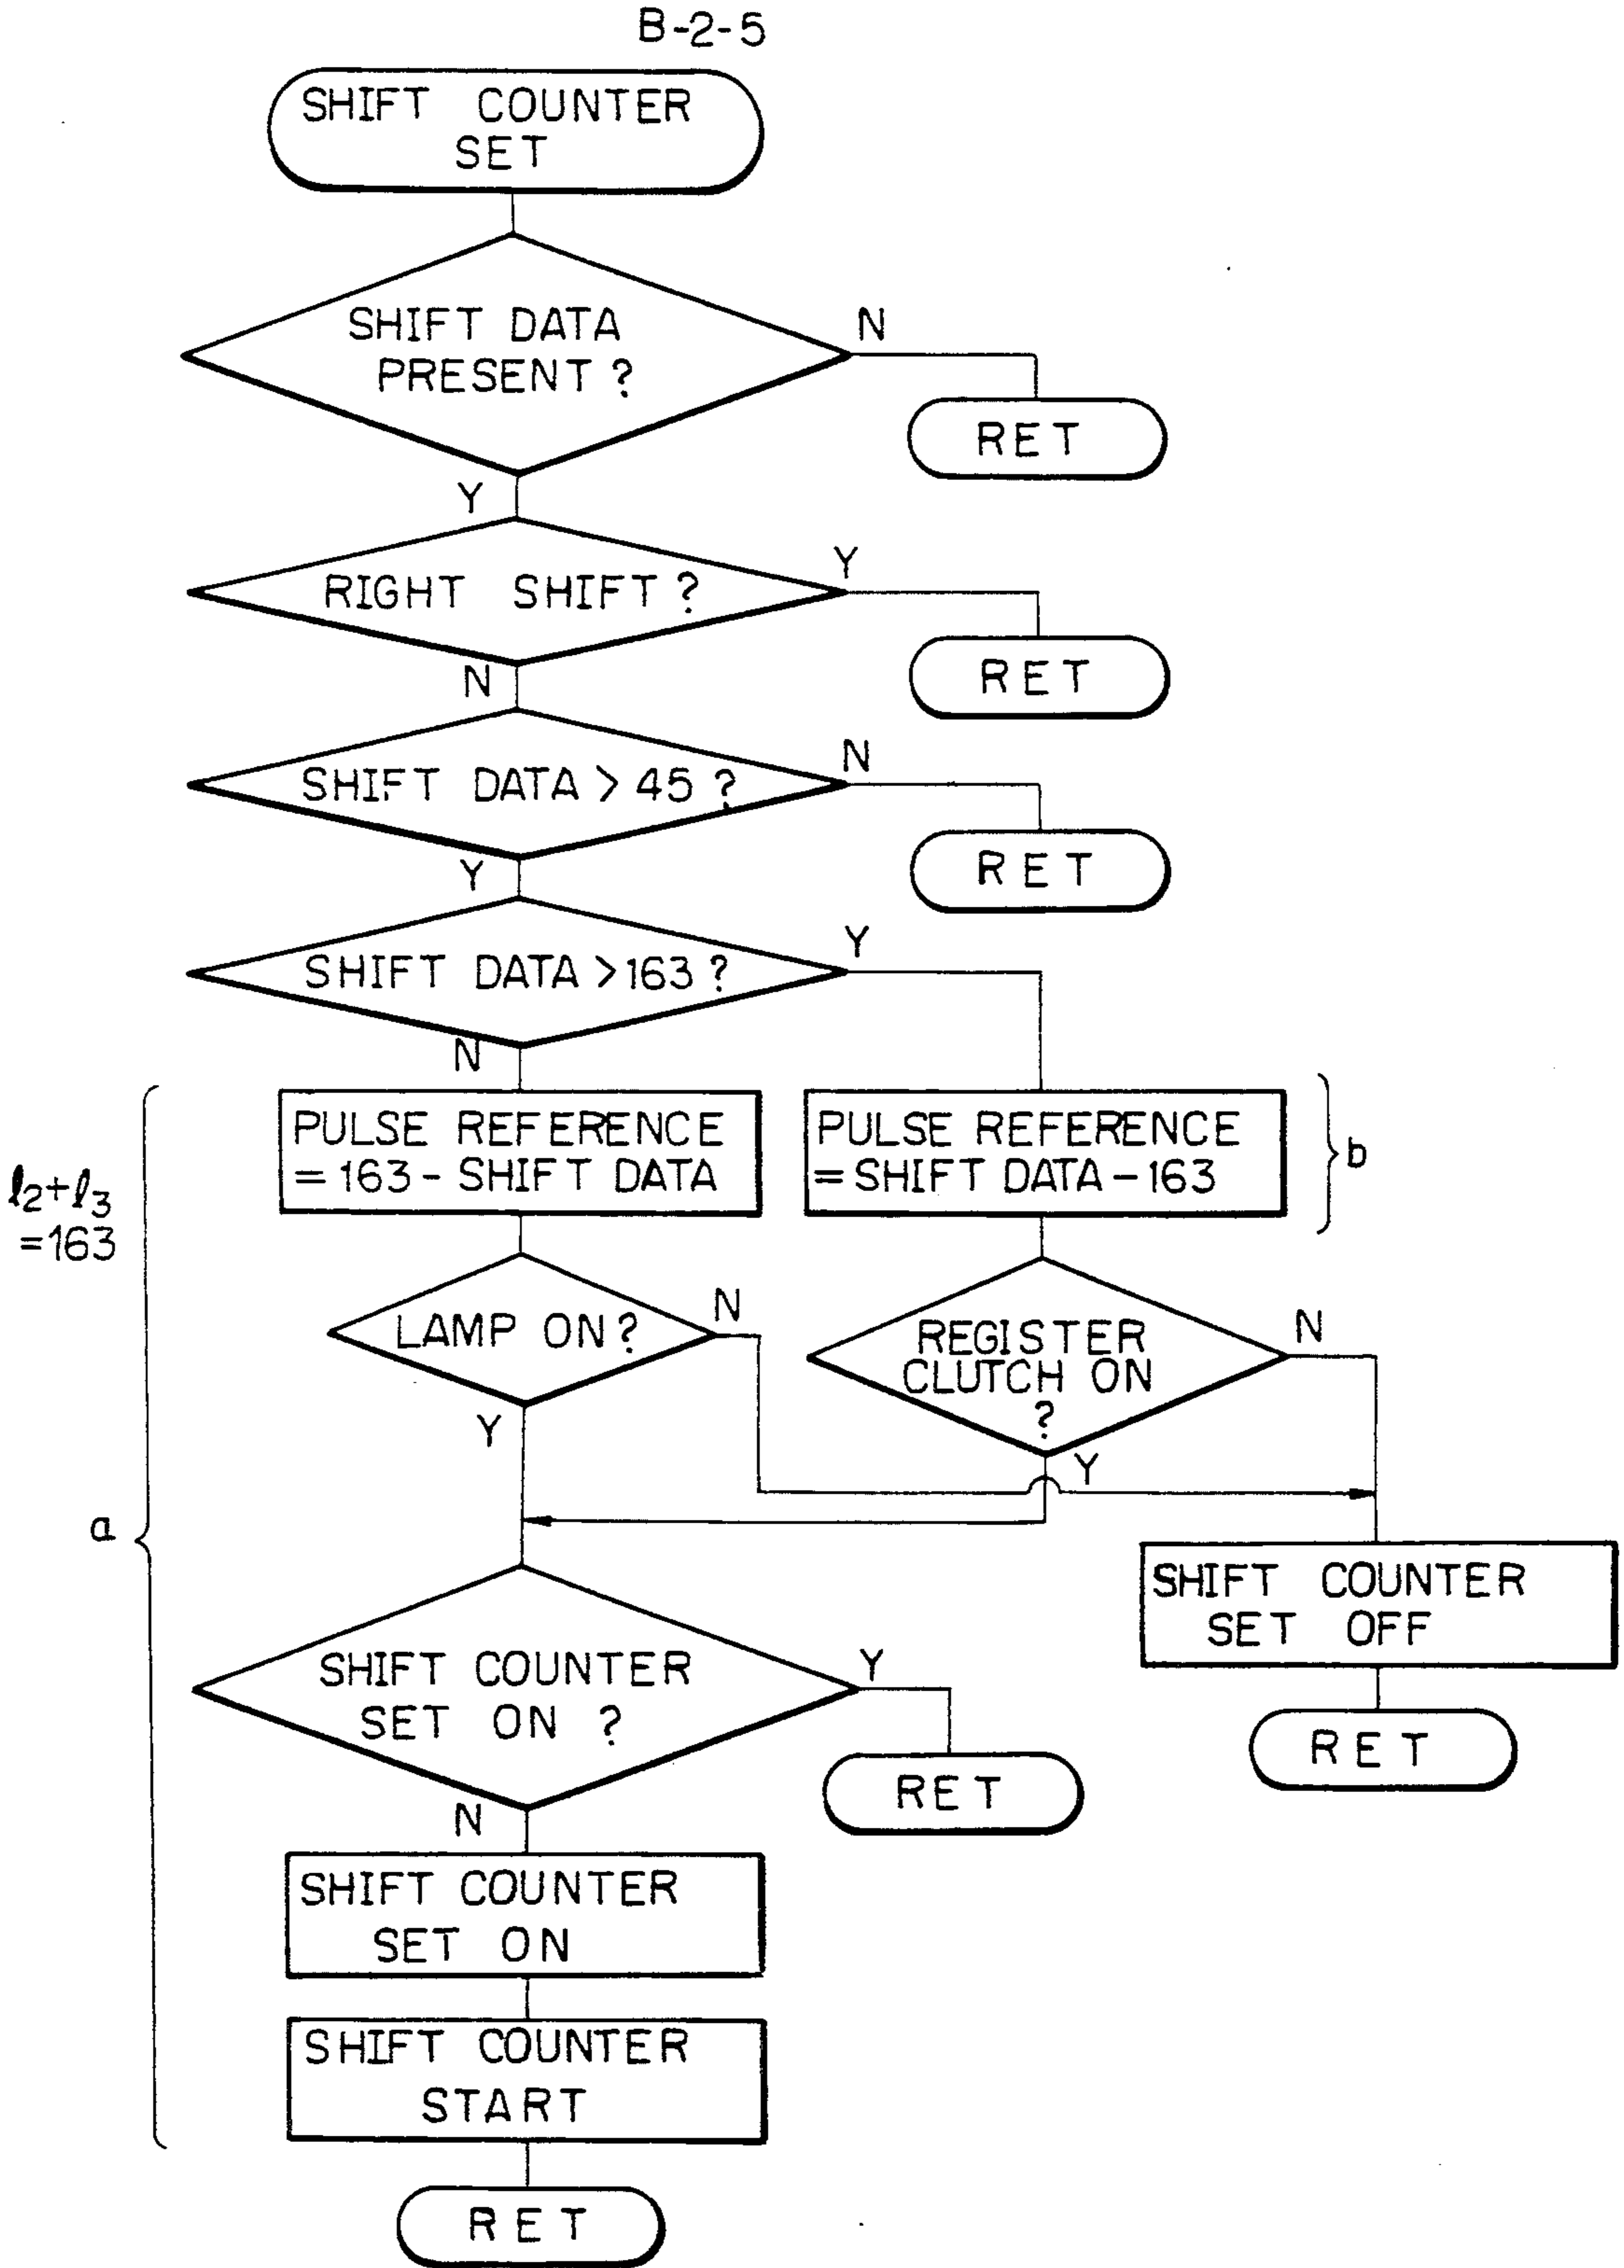 B-2-5
SHIFT COUNTER
SET
SHIFT DATA
PRESENT ?
N
RET
Y
RIGHT SHIFT ?
Y
RET
N
SHIFT DATA > 45 ?
N
RET
Y
SHIFT DATA > 163 ?
Y
N
PULSE REFERENCE
= 163 - SHIFT DATA
PULSE REFERENCE
= SHIFT DATA - 163
b
l2+l3
=163
LAMP ON ?
N
Y
REGISTER
CLUTCH ON
?
N
Y
a
SHIFT COUNTER
SET OFF
RET
SHIFT COUNTER
SET ON ?
Y
RET
N
SHIFT COUNTER
SET ON
SHIFT COUNTER
START
RET